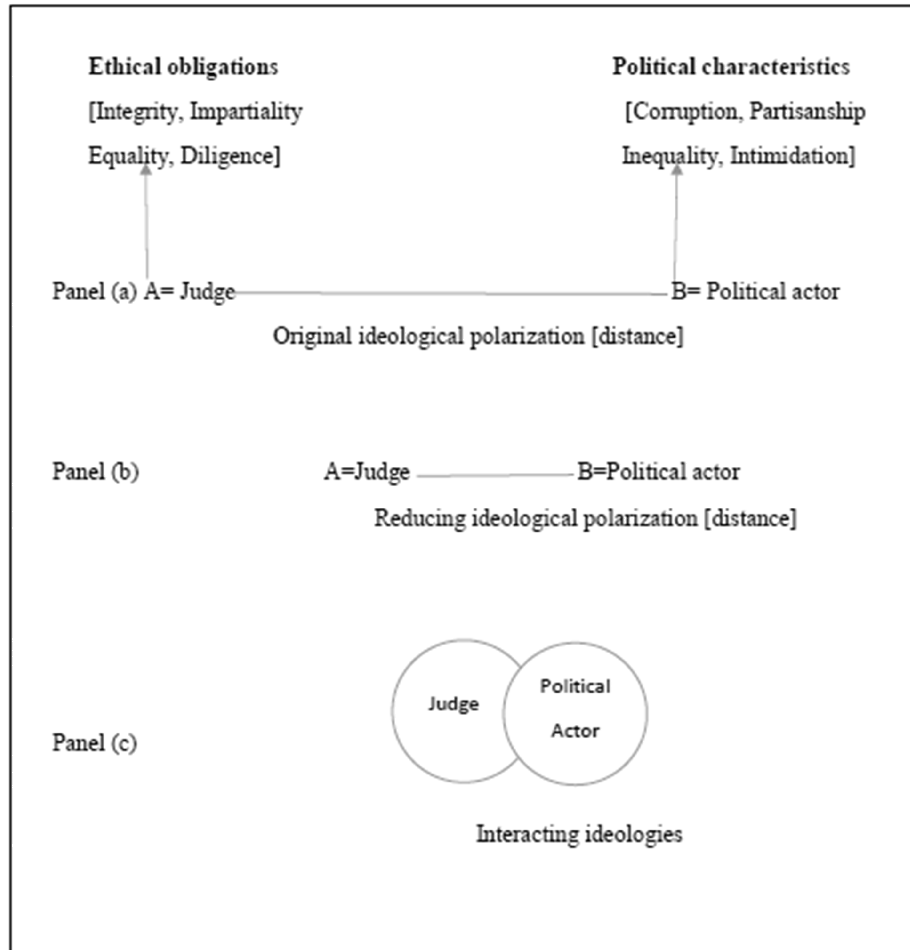 Ethical obligations
[Integrity, Impartiality
Equality, Diligence]
Political characteristics
[Corruption, Partisanship
Inequality, Intimidation]
Panel (a) A= Judge B= Political actor
Original ideological polarization [distance]
Panel (b) A=Judge B=Political actor
Reducing ideological polarization [distance]
Judge
Political
Actor
Panel (c)
Interacting ideologies